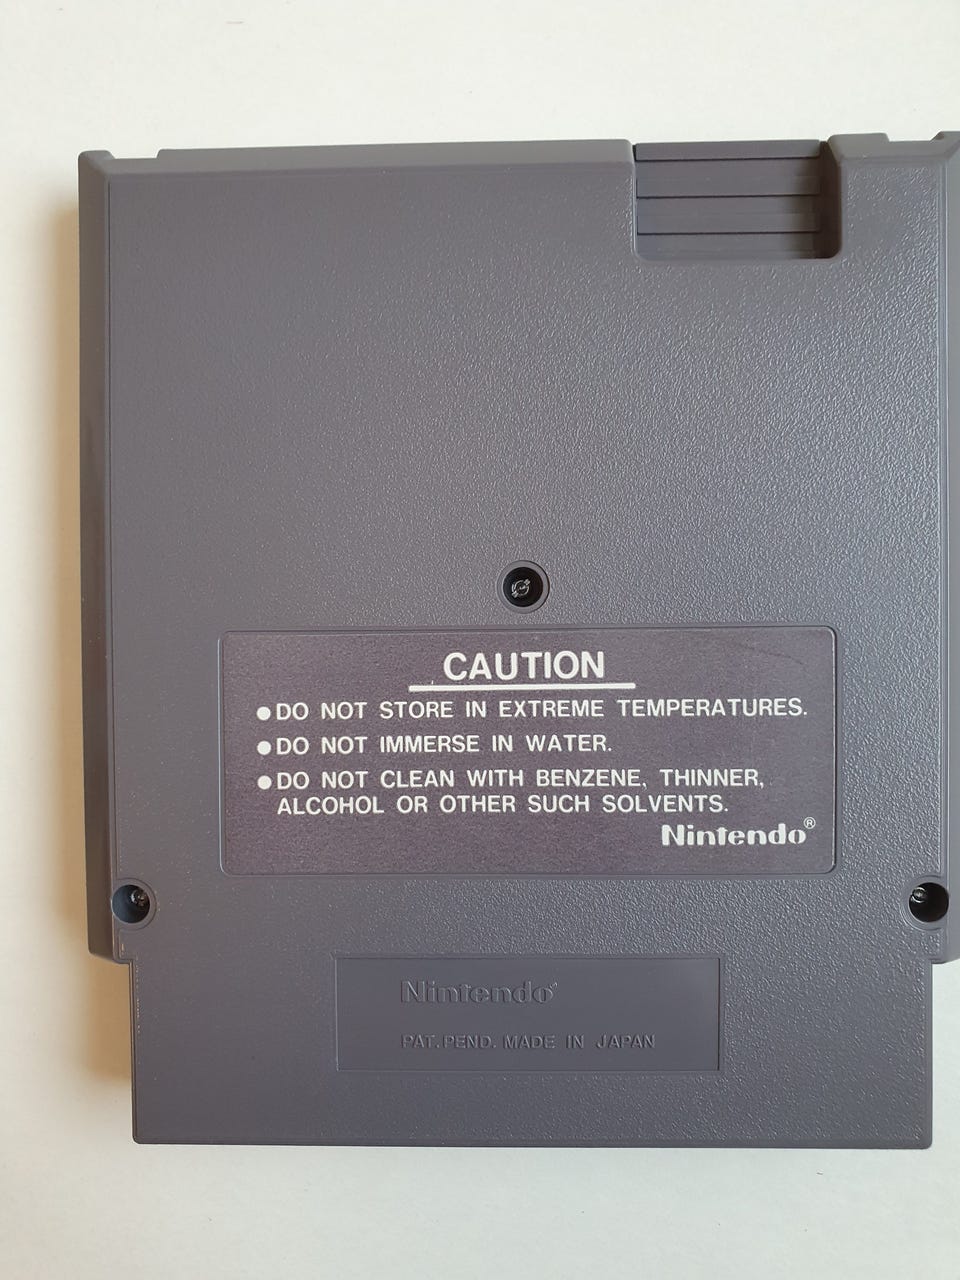 CAUTION
●DO NOT STORE IN EXTREME TEMPERATURES.
●DO NOT IMMERSE IN WATER.
●DO NOT CLEAN WITH BENZENE, THINNER,
ALCOHOL OR OTHER SUCH SOLVENTS.
Nintendo®
Nintendo®
PAT. PEND. MADE IN JAPAN